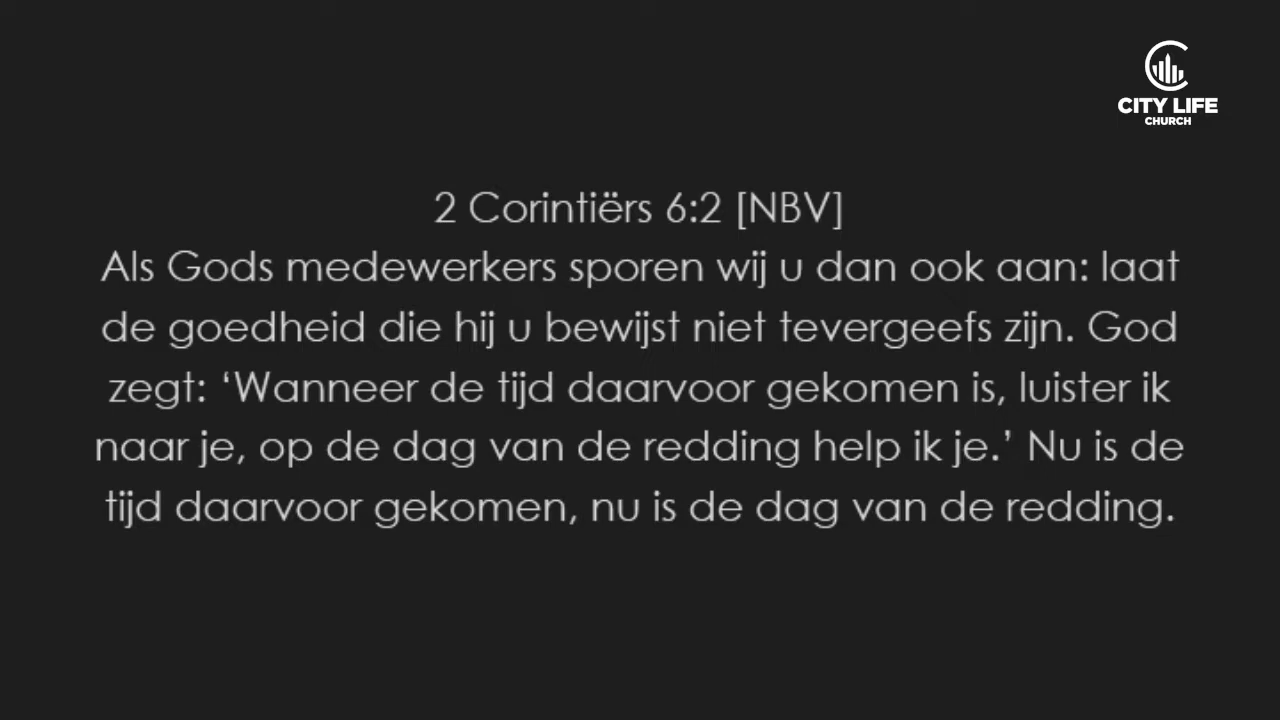 CITY LIFE
CHURCH
2 Corintiërs 6:2 [NBV]
Als Gods medewerkers sporen wij u dan ook aan: laat
de goedheid die hij u bewijst niet tevergeefs zijn. God
zegt: ‘Wanneer de tijd daarvoor gekomen is, luister ik
naar je, op de dag van de redding help ik je.’ Nu is de
tijd daarvoor gekomen, nu is de dag van de redding.